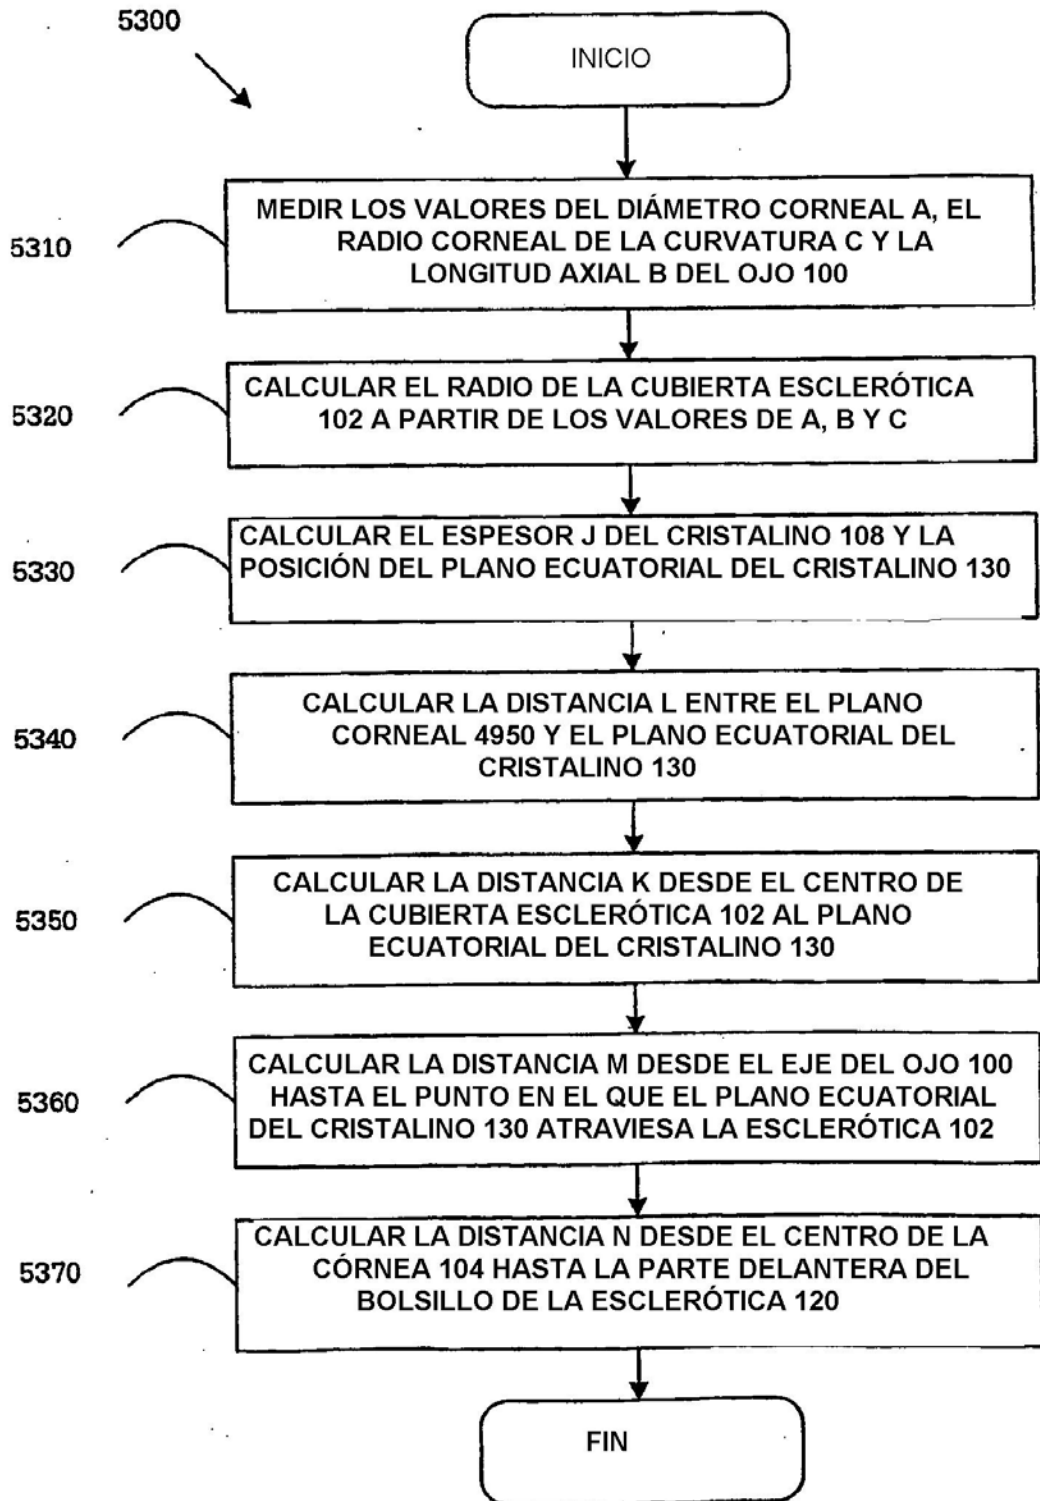 5300
INICIO
5310
MEDIR LOS VALORES DEL DIÁMETRO CORNEAL A, EL
RADIO CORNEAL DE LA CURVATURA C Y LA
LONGITUD AXIAL B DEL OJO 100
5320
CALCULAR EL RADIO DE LA CUBIERTA ESCLERÓTICA
102 A PARTIR DE LOS VALORES DE A, B Y C
5330
CALCULAR EL ESPESOR J DEL CRISTALINO 108 Y LA
POSICIÓN DEL PLANO ECUATORIAL DEL CRISTALINO 130
5340
CALCULAR LA DISTANCIA L ENTRE EL PLANO
CORNEAL 4950 Y EL PLANO ECUATORIAL DEL
CRISTALINO 130
5350
CALCULAR LA DISTANCIA K DESDE EL CENTRO DE
LA CUBIERTA ESCLERÓTICA 102 AL PLANO
ECUATORIAL DEL CRISTALINO 130
5360
CALCULAR LA DISTANCIA M DESDE EL EJE DEL OJO 100
HASTA EL PUNTO EN EL QUE EL PLANO ECUATORIAL
DEL CRISTALINO 130 ATRAVIESA LA ESCLERÓTICA 102
5370
CALCULAR LA DISTANCIA N DESDE EL CENTRO DE LA
CÓRNEA 104 HASTA LA PARTE DELANTERA DEL
BOLSILLO DE LA ESCLERÓTICA 120
FIN